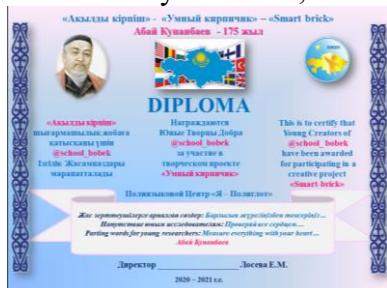 «Ақылды кірпіш» - «Умный кирпичик» – «Smart brick»
Абай Кунанбаев - 175 жыл
DIPLOMA
«Ақылды кірпіш»
шығармашылық жобаға
қатысқаны үшін
@school_bobek
Ізгілік Жасампаздары
марапатталады
Награждаются
Юные Творцы Добра
@school_bobek
за участие в
творческом проекте
«Умный кирпичик»
This is to certify that
Young Creators of
@school_bobek
have been awarded
for participating in a
creative project
«Smart-brick»
Полиязыковой Центр «Я – Полиглот»
Жас зерттеушілерге арналған сөздер: Барлығын жүрегіңізбен тексеріңіз...
Напутствие юным исследователям: Проверяй все сердцем....
Parting words for young researchers: Measure everything with your heart...
Абай Кунанбаев
Директор ____________________ Лосева Е.М.
2020 – 2021 г.г.